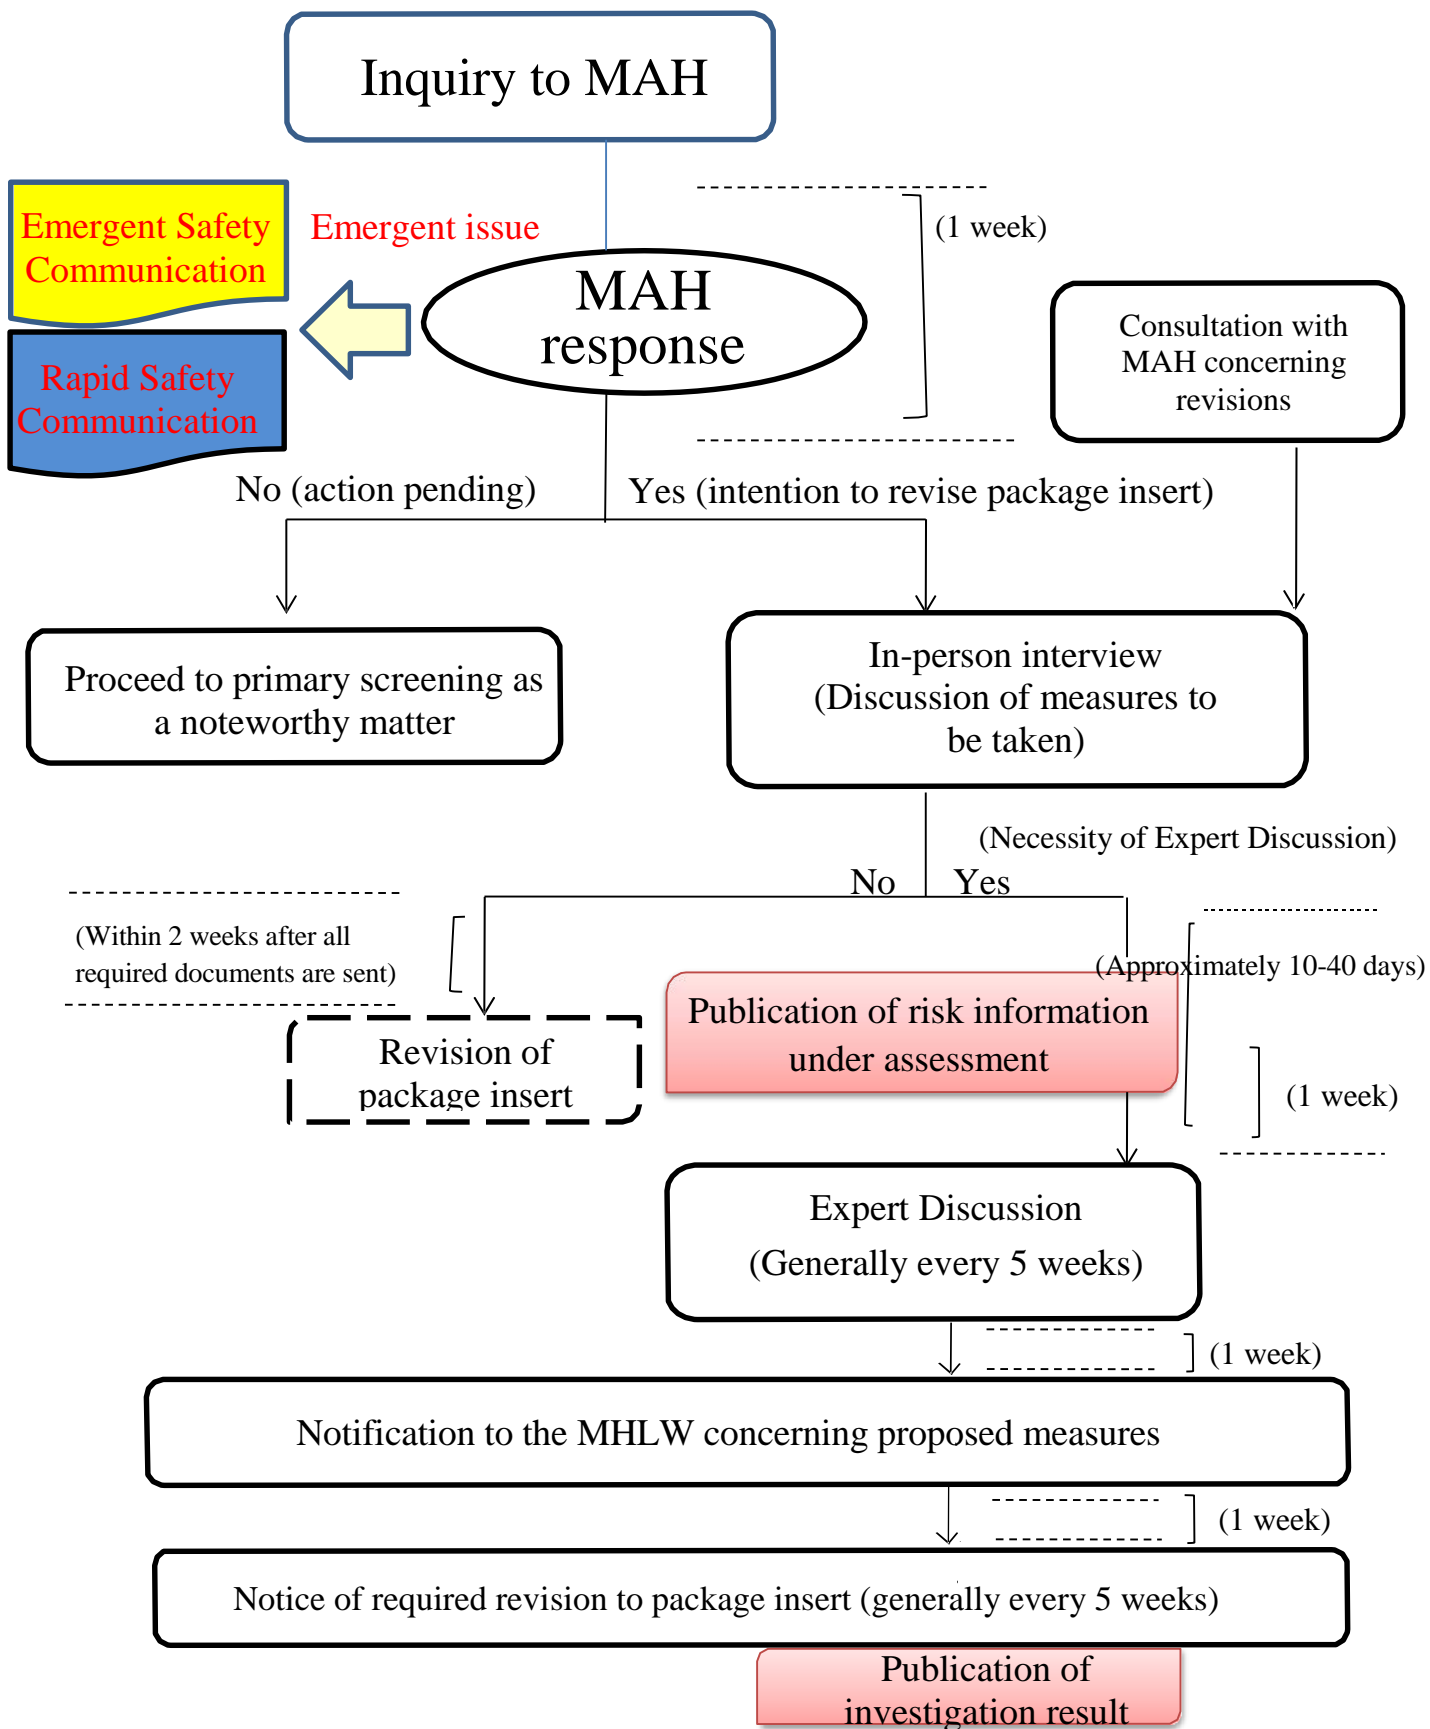 Inquiry to MAH
Emergent Safety
Communication
Emergent issue
(1 week)
MAH
response
Rapid Safety
Communication
Consultation with
MAH concerning
revisions
No (action pending)
Yes (intention to revise package insert)
Proceed to primary screening as
a noteworthy matter
In-person interview
(Discussion of measures to
be taken)
(Necessity of Expert Discussion)
No
Yes
(Within 2 weeks after all
required documents are sent)
(Approximately 10-40 days)
Publication of risk information
under assessment
Revision of
package insert
(1 week)
Expert Discussion
(Generally every 5 weeks)
(1 week)
Notification to the MHLW concerning proposed measures
(1 week)
Notice of required revision to package insert (generally every 5 weeks)
Publication of
investigation result